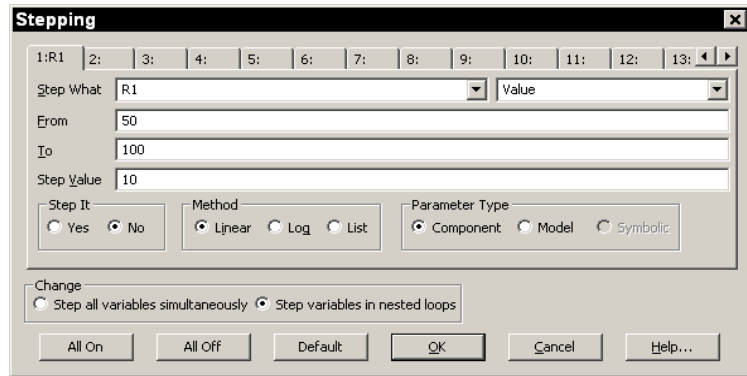 Stepping
1:R1 2: 3: 4: 5: 6: 7: 8: 9: 10: 11: 12: 13:
Step What R1 Value
From 50
To 100
Step Value 10
Step It Method Parameter Type
Yes No Linear Log List Component Model Symbolic
Change
Step all variables simultaneously Step variables in nested loops
All On All Off Default OK Cancel Help...